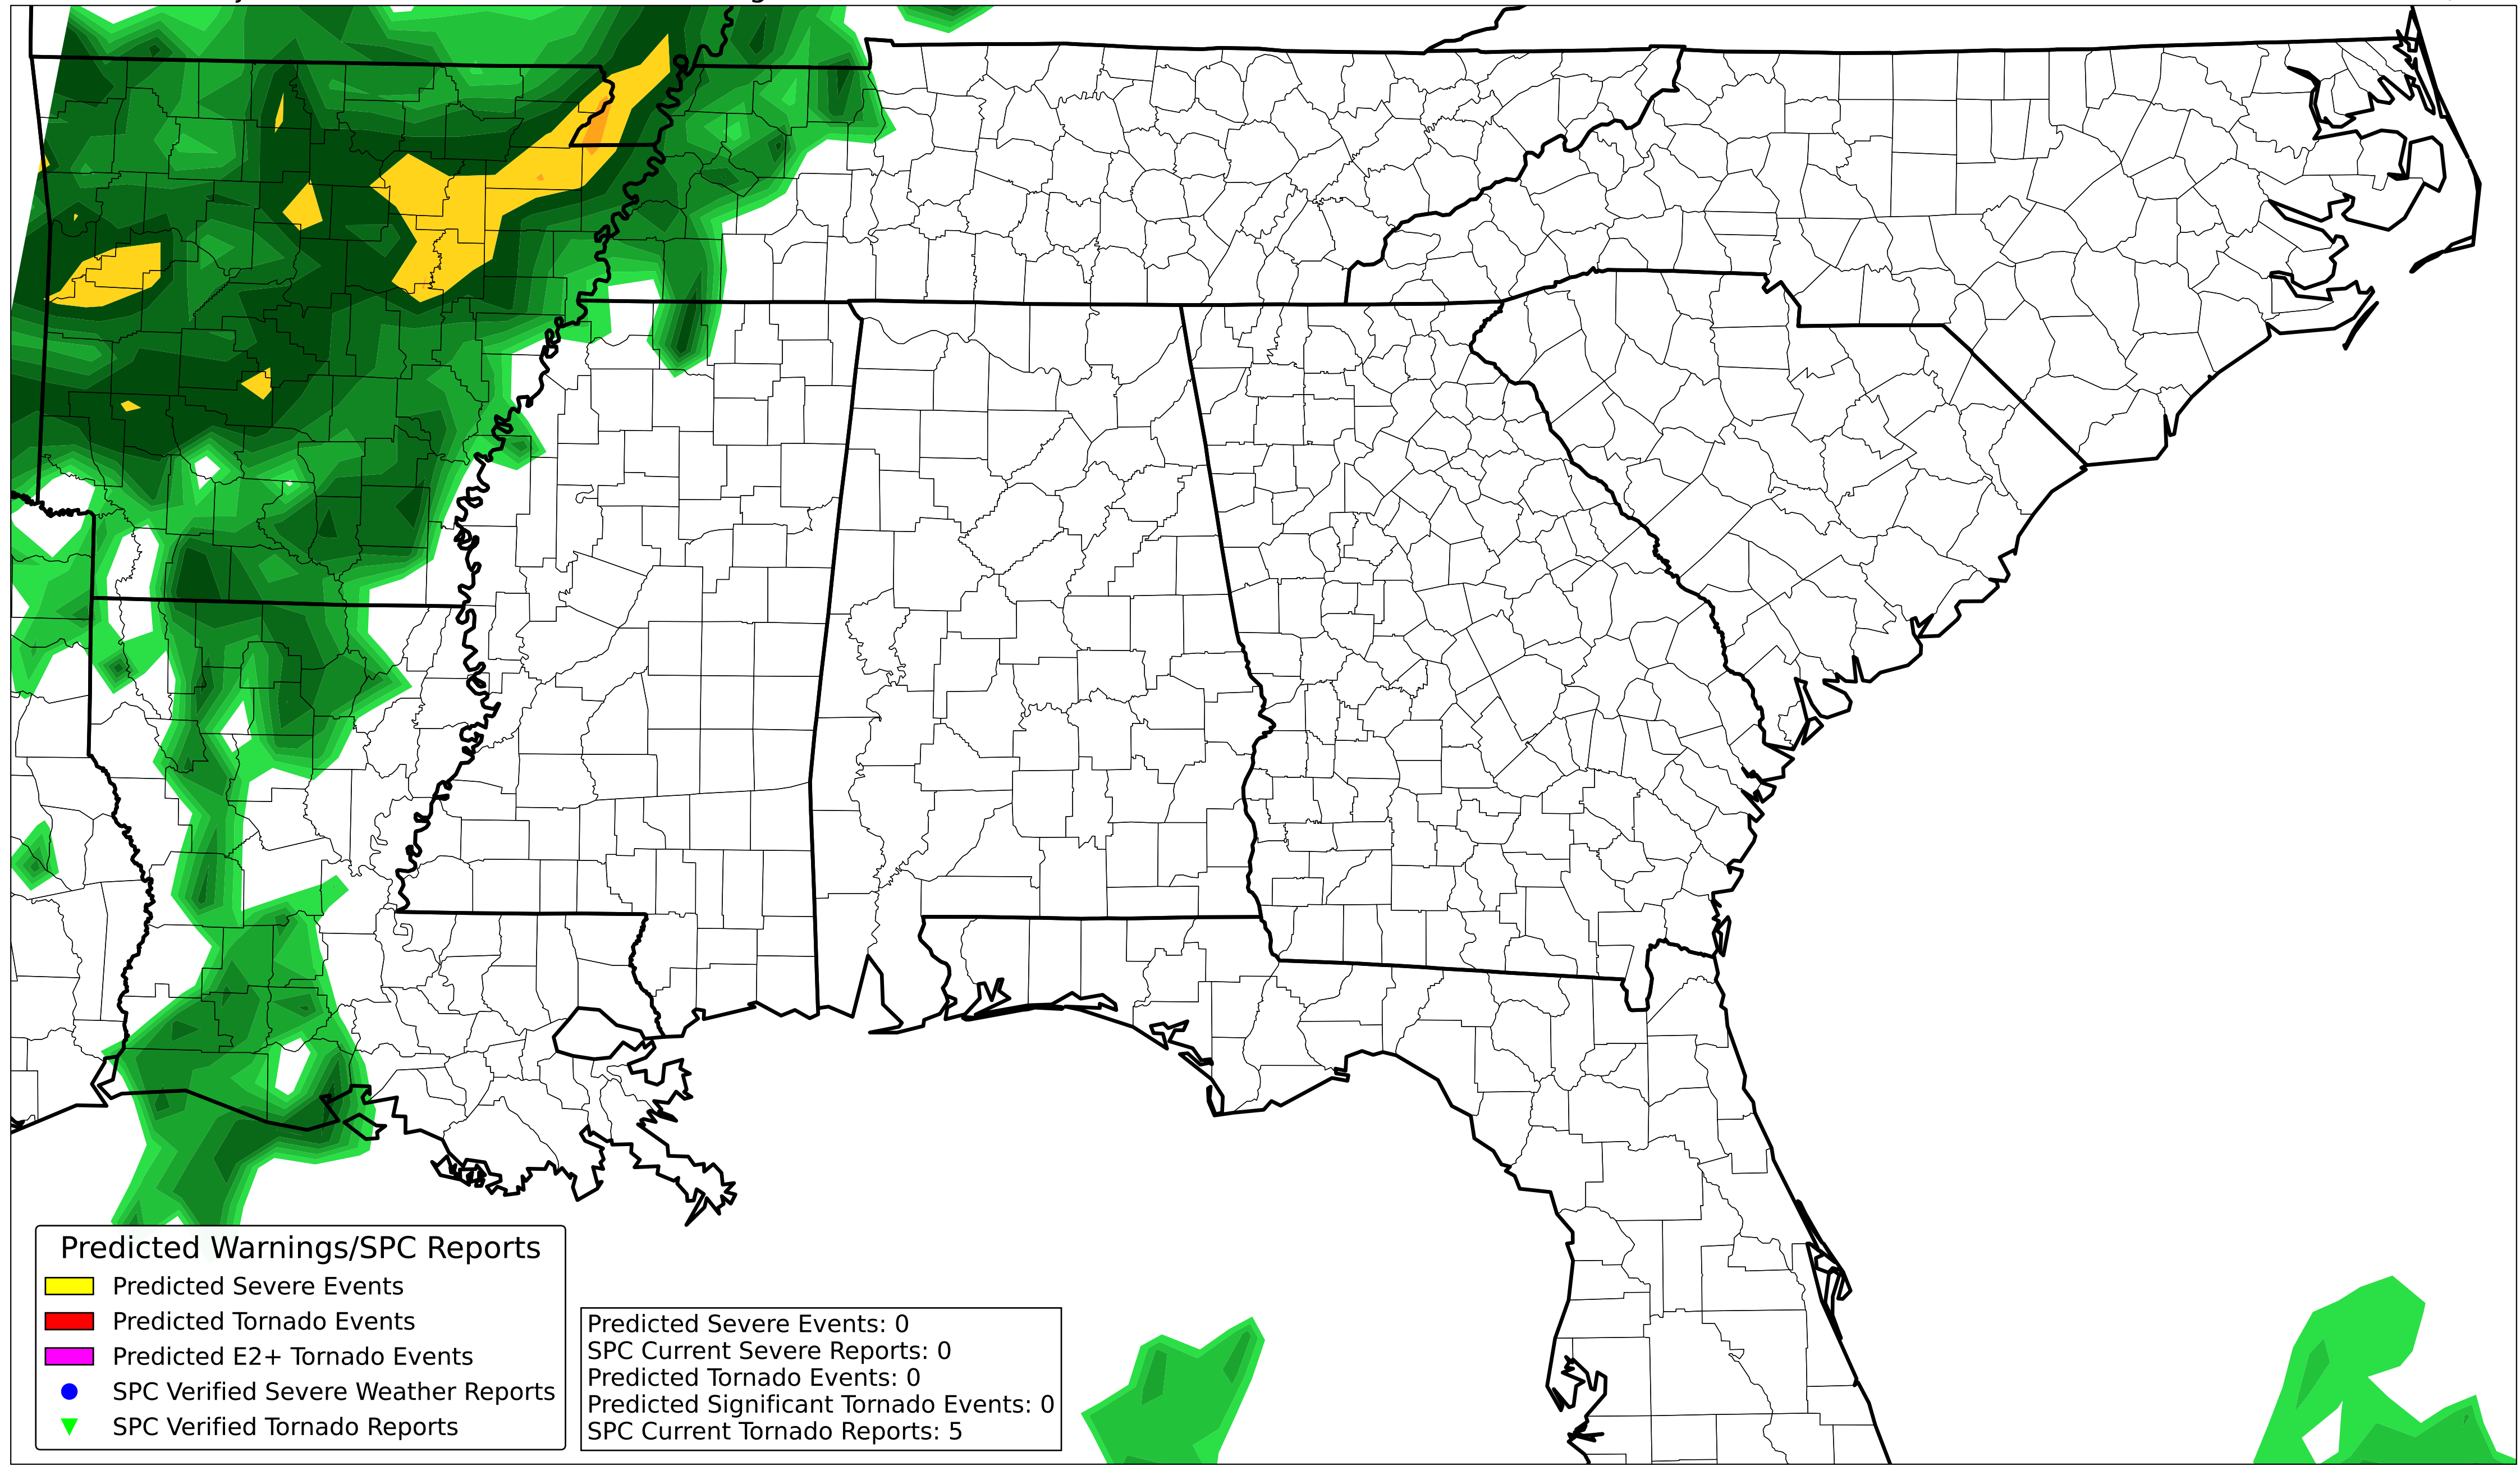 Predicted Warnings/SPC Reports
Predicted Severe Events
Predicted Tornado Events
Predicted E2+ Tornado Events
SPC Verified Severe Weather Reports
SPC Verified Tornado Reports
Predicted Severe Events: 0
SPC Current Severe Reports: 0
Predicted Tornado Events: 0
Predicted Significant Tornado Events: 0
SPC Current Tornado Reports: 5